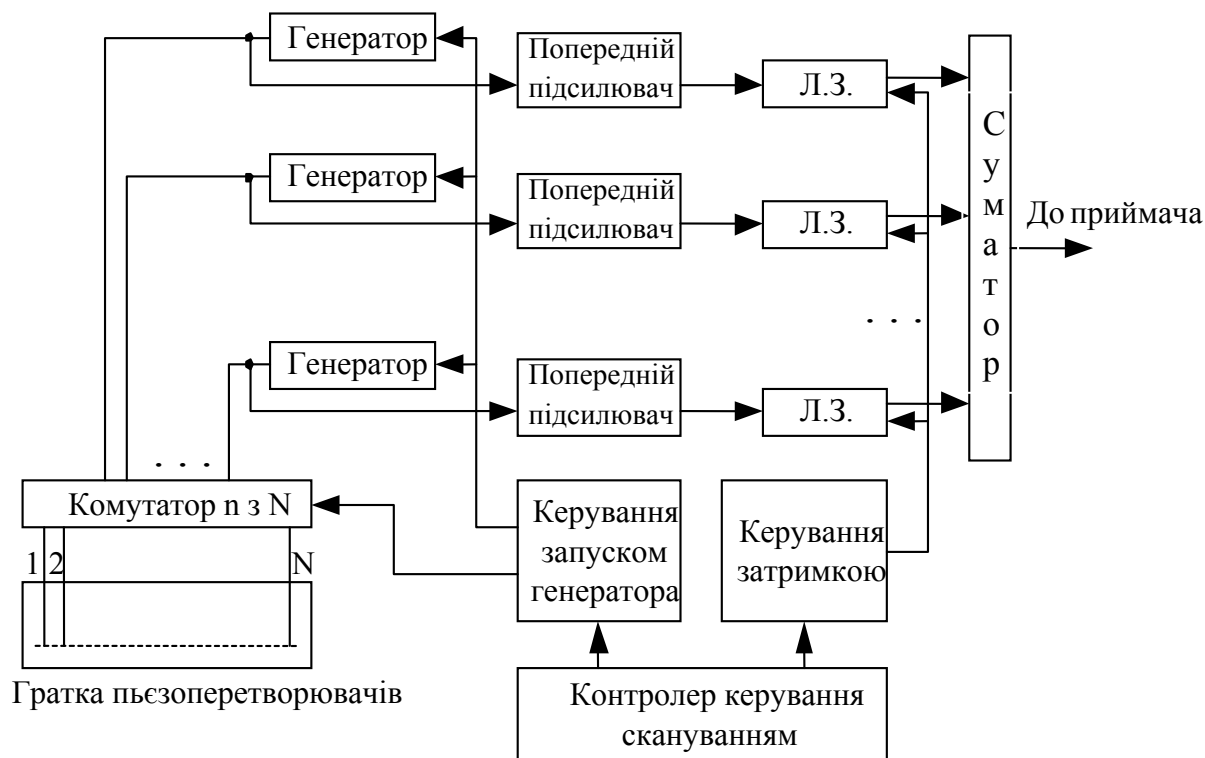 Генератор
Попередній
підсилювач
Л.З.
Генератор
Попередній
підсилювач
Л.З.
Сумматор
До приймача
. . .
Генератор
Попередній
підсилювач
Л.З.
. . .
Комутатор n з N
1 2 N
Керування
запуском
генератора
Керування
затримкою
Гратка пьєзоперетворювачів
Контролер керування
скануванням